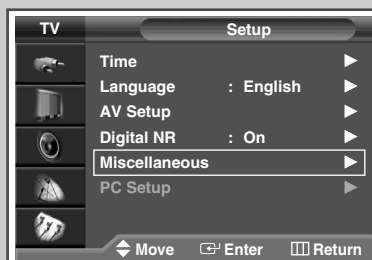 TV Setup
Time
Language : English
AV Setup
Digital NR : On
Miscellaneous
PC Setup
Move Enter Return